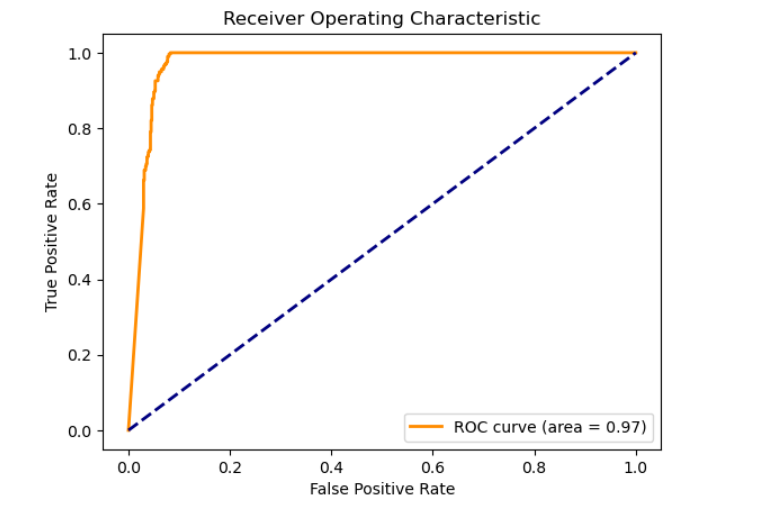 Receiver Operating Characteristic
True Positive Rate
1.0
0.8
0.6
0.4
0.2
0.0
ROC curve (area = 0.97)
0.0 0.2 0.4 0.6 0.8 1.0
False Positive Rate